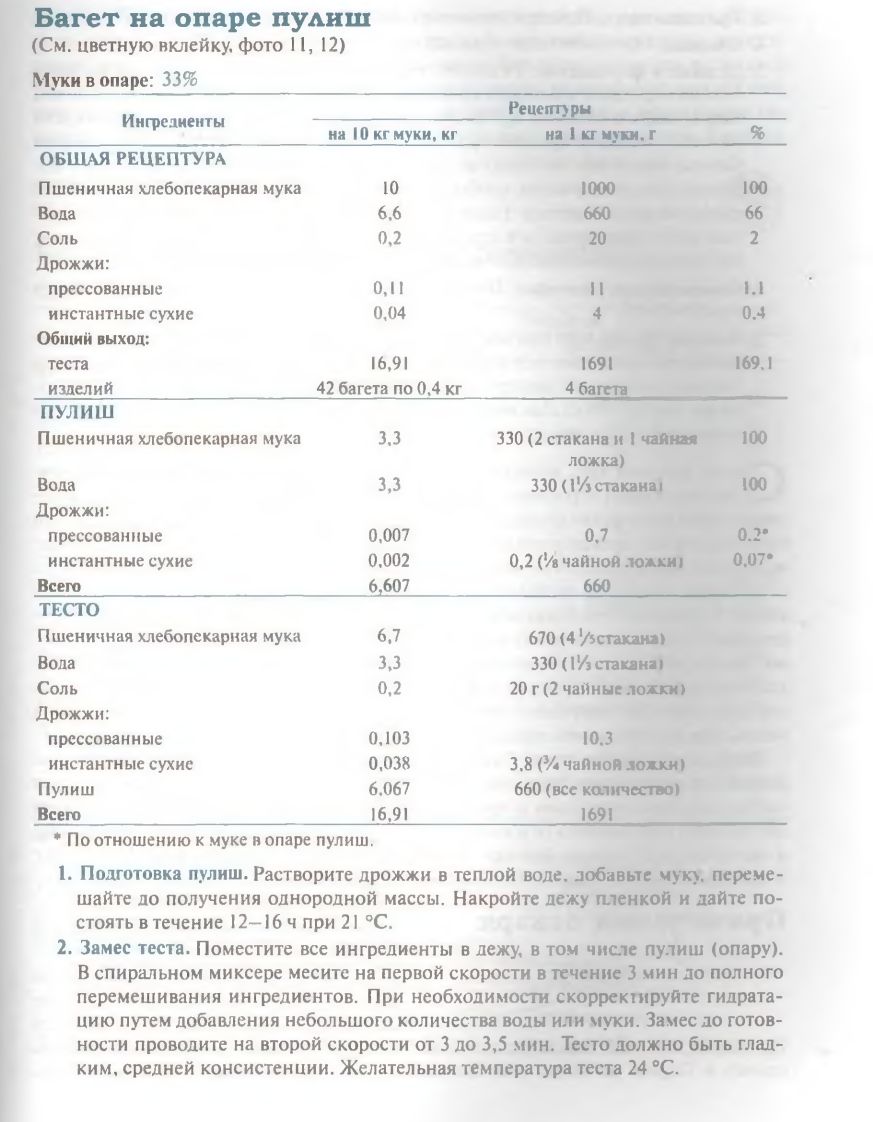 Багет на опаре пулиш
(См. цветную вклейку, фото 11, 12)
Муки в опаре: 33%
Ингредиенты Рецептуры
на 10 кг муки, кг на 1 кг муки, г %
ОБЩАЯ РЕЦЕПТУРА
Пшеничная хлебопекарная мука 10 1000 100
Вода 6,6 660 66
Соль 0,2 20 2
Дрожжи:
прессованные 0,11 11 1,1
инстантные сухие 0,04 4 0,4
Общий выход:
теста 16,91 1691 169,1
изделий 42 багета по 0,4 кг 4 багета
ПУЛИШ
Пшеничная хлебопекарная мука 3,3 330 (2 стакана и 1 чайная 100
ложка)
Вода 3,3 330 (1⅓ стакана) 100
Дрожжи:
прессованные 0,007 0,7 0,2*
инстантные сухие 0,002 0,2 (⅛ чайной ложки) 0,07*
Всего 6,607 660
ТЕСТО
Пшеничная хлебопекарная мука 6,7 670 (4 ⅕ стакана)
Вода 3,3 330 (1⅓ стакана)
Соль 0,2 20 г (2 чайные ложки)
Дрожжи:
прессованные 0,103 10,3
инстантные сухие 0,038 3,8 (¾ чайной ложки)
Пулиш 6,067 660 (все количество)
Всего 16,91 1691
* По отношению к муке в опаре пулиш.
1. Подготовка пулиш. Растворите дрожжи в теплой воде, добавьте муку, переме-
шайте до получения однородной массы. Накройте дежу пленкой и дайте по-
стоять в течение 12—16 ч при 21 °С.
2. Замес теста. Поместите все ингредиенты в дежу, в том числе пулиш (опару).
В спиральном миксере месите на первой скорости в течение 3 мин до полного
перемешивания ингредиентов. При необходимости скорректируйте гидрата-
цию путем добавления небольшого количества воды или муки. Замес до готов-
ности проводите на второй скорости от 3 до 3,5 мин. Тесто должно быть глад-
ким, средней консистенции. Желательная температура теста 24 °С.